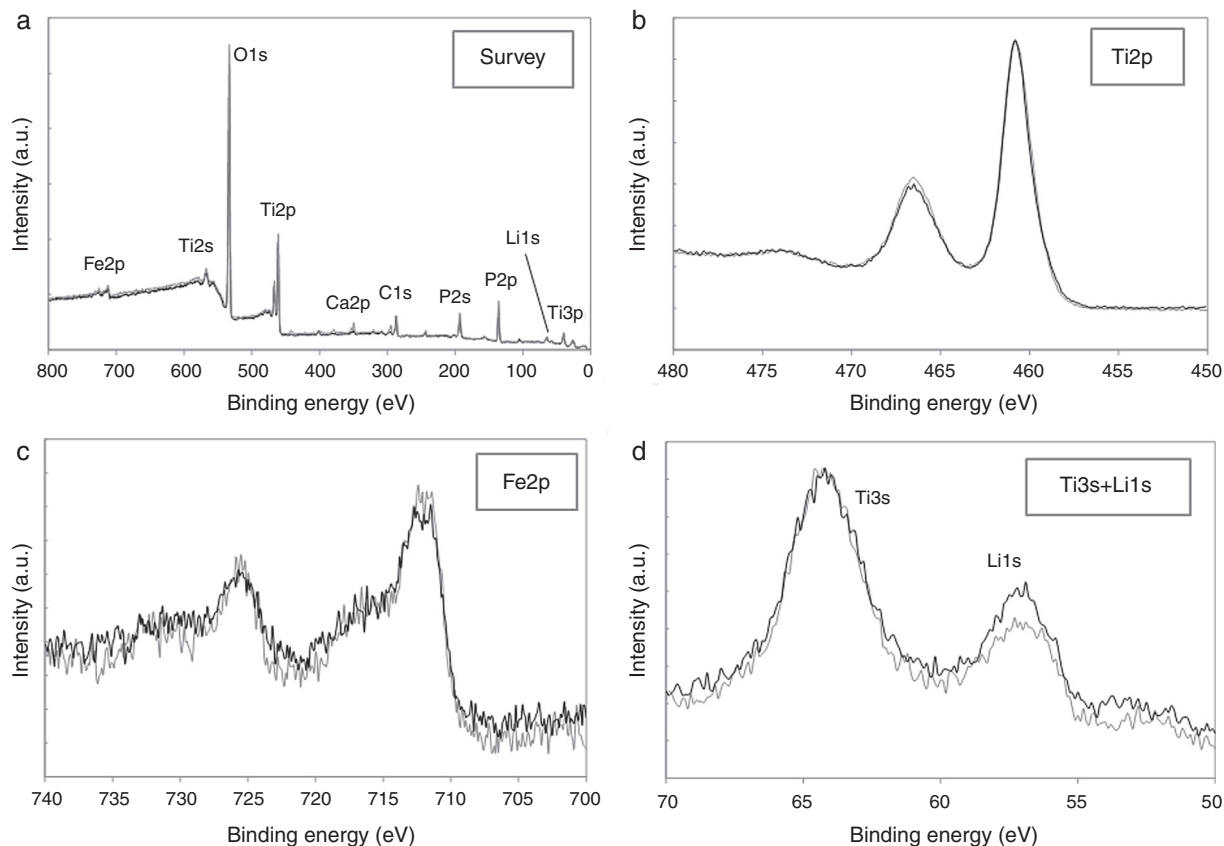 a
Survey
O1s
Ti2p
Ti2s
Fe2p
Ca2p
C1s
P2s
Li1s
P2p
Ti3p
Intensity (a.u.)
800 700 600 500 400 300 200 100 0
Binding energy (eV)
b
Ti2p
Intensity (a.u.)
480 475 470 465 460 455 450
Binding energy (eV)
c
Fe2p
Intensity (a.u.)
740 735 730 725 720 715 710 705 700
Binding energy (eV)
d
Ti3s+Li1s
Ti3s
Li1s
Intensity (a.u.)
70 65 60 55 50
Binding energy (eV)